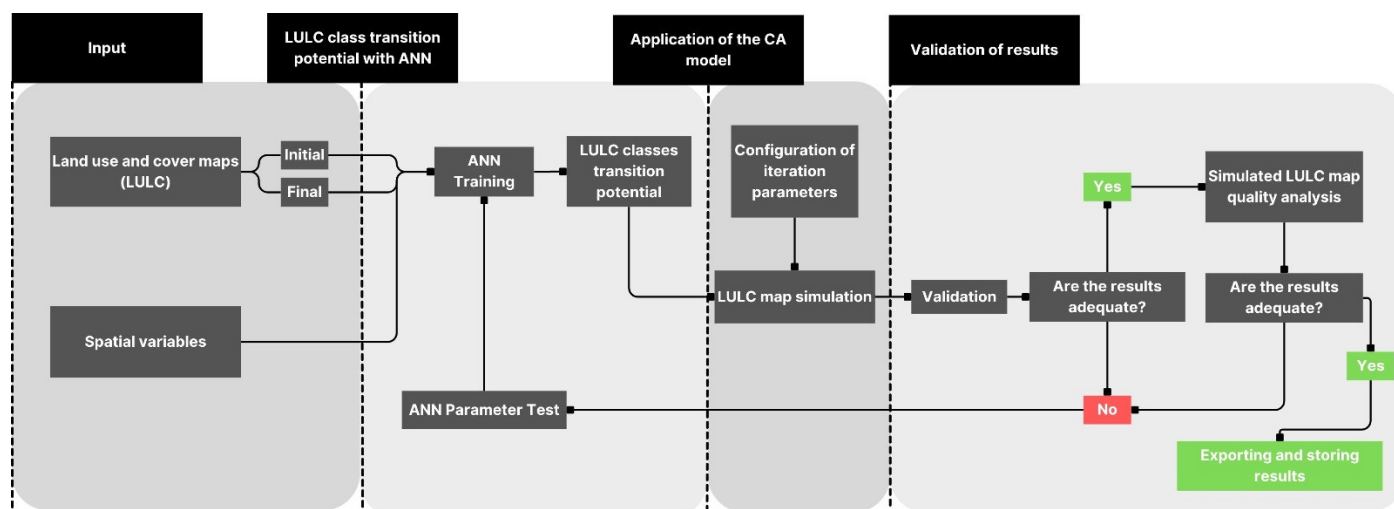 Input
LULC class transition
potential with ANN
Application of the CA
model
Validation of results
Land use and cover maps
(LULC)
Initial
Final
Spatial variables
ANN
Training
LULC classes
transition
potential
ANN Parameter Test
Configuration of
iteration
parameters
LULC map simulation
Validation
Are the results
adequate?
Yes
No
Simulated LULC map
quality analysis
Are the results
adequate?
Yes
Exporting and storing
results